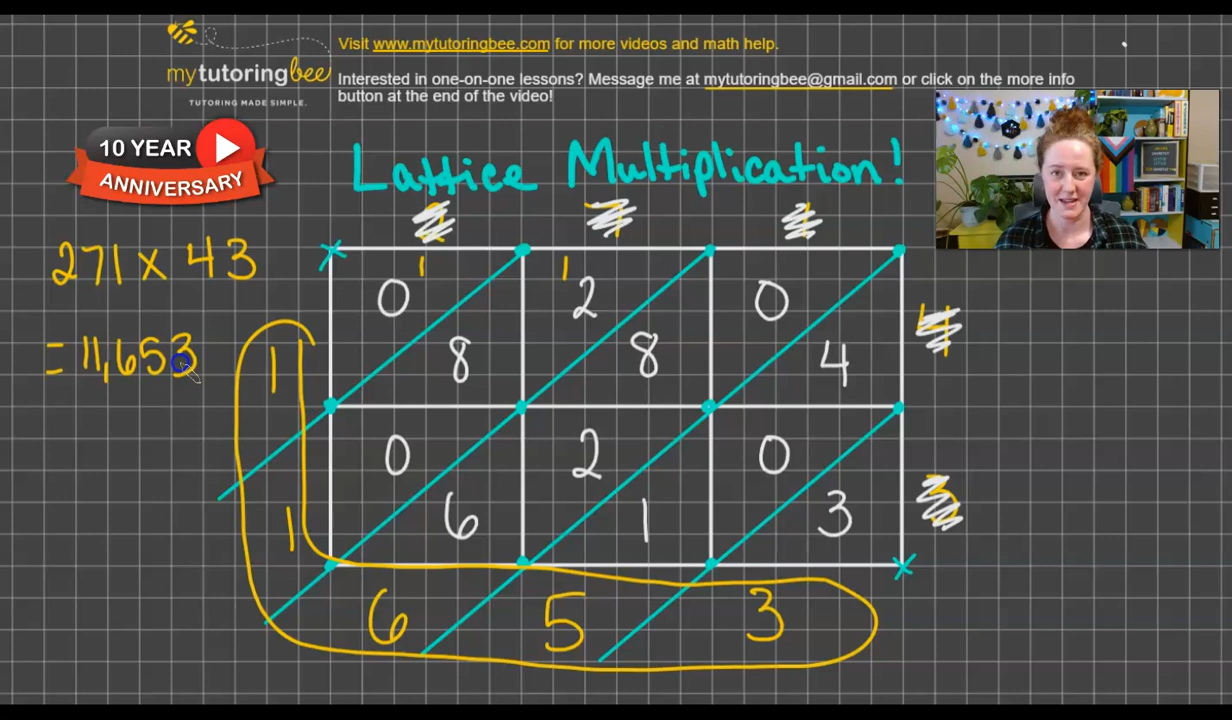 Visit www.mytutoringbee.com for more videos and math help.
mytutoringbee
TUTORING MADE SIMPLE.
Interested in one-on-one lessons? Message me at mytutoringbee@gmail.com or click on the more info
button at the end of the video!
10 YEAR
ANNIVERSARY
Lattice Multiplication!
271 x 43
= 11,653
1 1
0 2 0
8 8 4
1
0 2 0
6 1 3
1
6 5 3